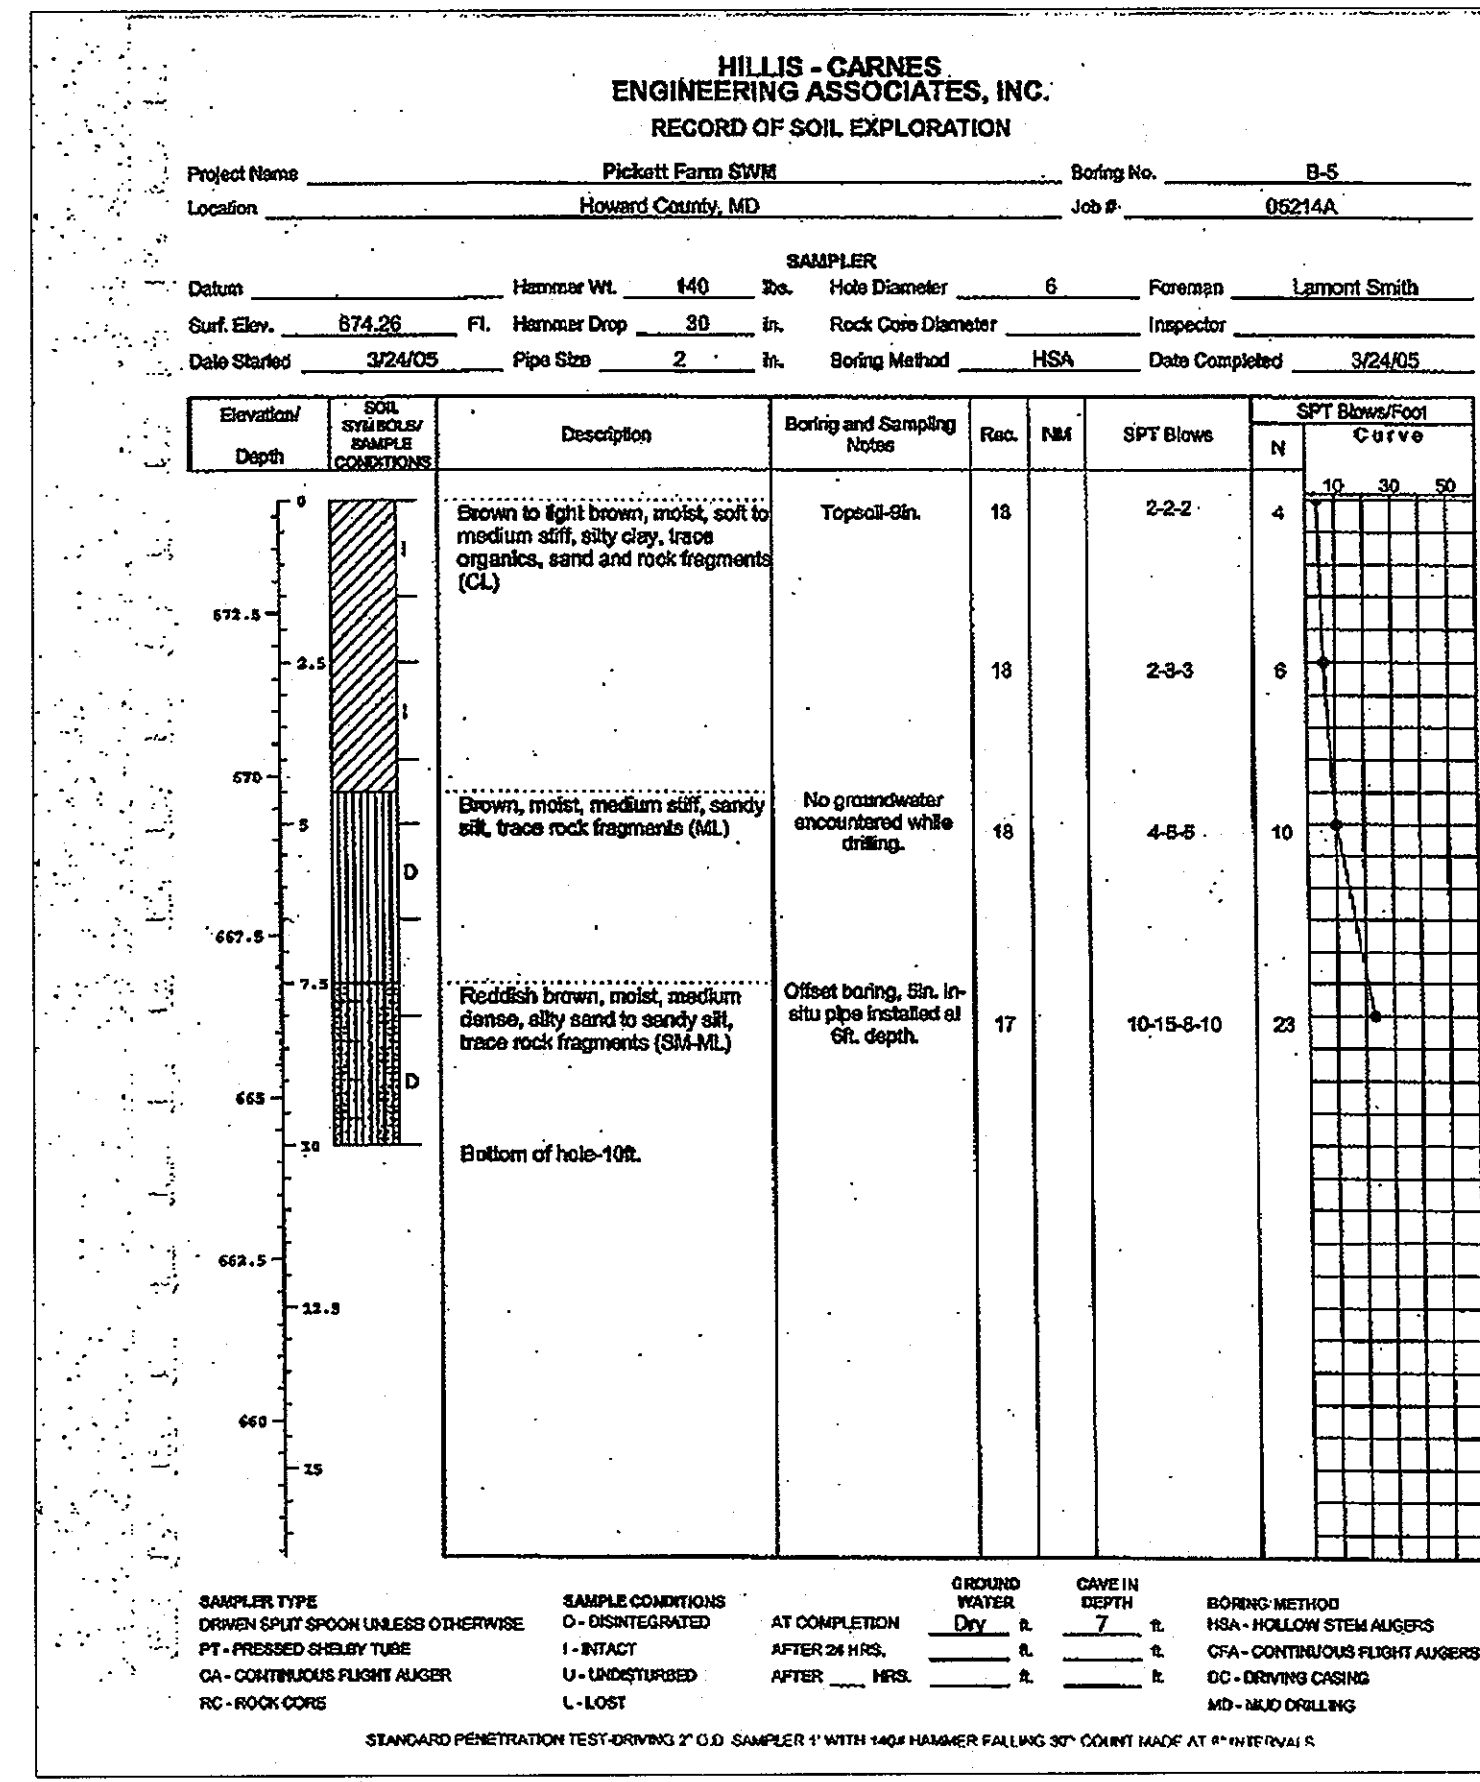 HILLIS - CARNES
ENGINEERING ASSOCIATES, INC.
RECORD OF SOIL EXPLORATION
Project Name Pickett Farm SWM Boring No. B-5
Location Howard County, MD Job # 05214A
SAMPLER
Datum Hammer Wt. 140 lbs. Hole Diameter 6 Foreman Lamont Smith
Surf. Elev. 674.26 Ft. Hammer Drop 30 in. Rock Core Diameter Inspector
Date Started 3/24/05 Pipe Size 2 in. Boring Method HSA Date Completed 3/24/05
Elevation/ Depth
SOIL SYMBOLS/ SAMPLE CONDITIONS
Description
Boring and Sampling Notes
Rec. NM SPT Blows
SPT Blows/Foot
N Curve
10 30 50
0
Brown to light brown, moist, soft to Topsoil-9in. 18 2-2-2 4
medium stiff, silty clay, trace
I
organics, sand and rock fragments
(CL)
672.5
2.5 18 2-3-3 6
I
670
Brown, moist, medium stiff, sandy No groundwater
silt, trace rock fragments (ML) encountered while
5 18 4-5-5 10
drilling.
D
667.5
7.5
Reddish brown, moist, medium Offset boring, 5in. in-
dense, silty sand to sandy silt, situ pipe installed at 17 10-15-8-10 23
trace rock fragments (SM-ML) 6ft. depth.
D
665
10
Bottom of hole-10ft.
662.5
12.5
660
15
GROUND CAVE IN
SAMPLER TYPE SAMPLE CONDITIONS WATER DEPTH BORING METHOD
DRIVEN SPLIT SPOON UNLESS OTHERWISE D - DISINTEGRATED AT COMPLETION Dry ft. 7 ft. HSA - HOLLOW STEM AUGERS
PT - PRESSED SHELBY TUBE I - INTACT AFTER 24 HRS. ft. ft. CFA - CONTINUOUS FLIGHT AUGERS
CA - CONTINUOUS FLIGHT AUGER U - UNDISTURBED AFTER ___ HRS. ft. ft. DC - DRIVING CASING
RC - ROCK CORE L - LOST MD - MUD DRILLING
STANDARD PENETRATION TEST-DRIVING 2" O.D. SAMPLER 1' WITH 140# HAMMER FALLING 30" COUNT MADE AT 6" INTERVALS